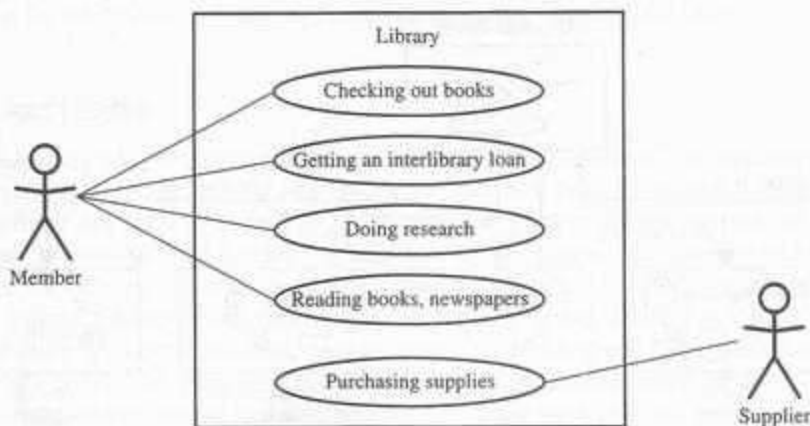 Library
Checking out books
Getting an interlibrary loan
Doing research
Member
Reading books, newspapers
Purchasing supplies
Supplier